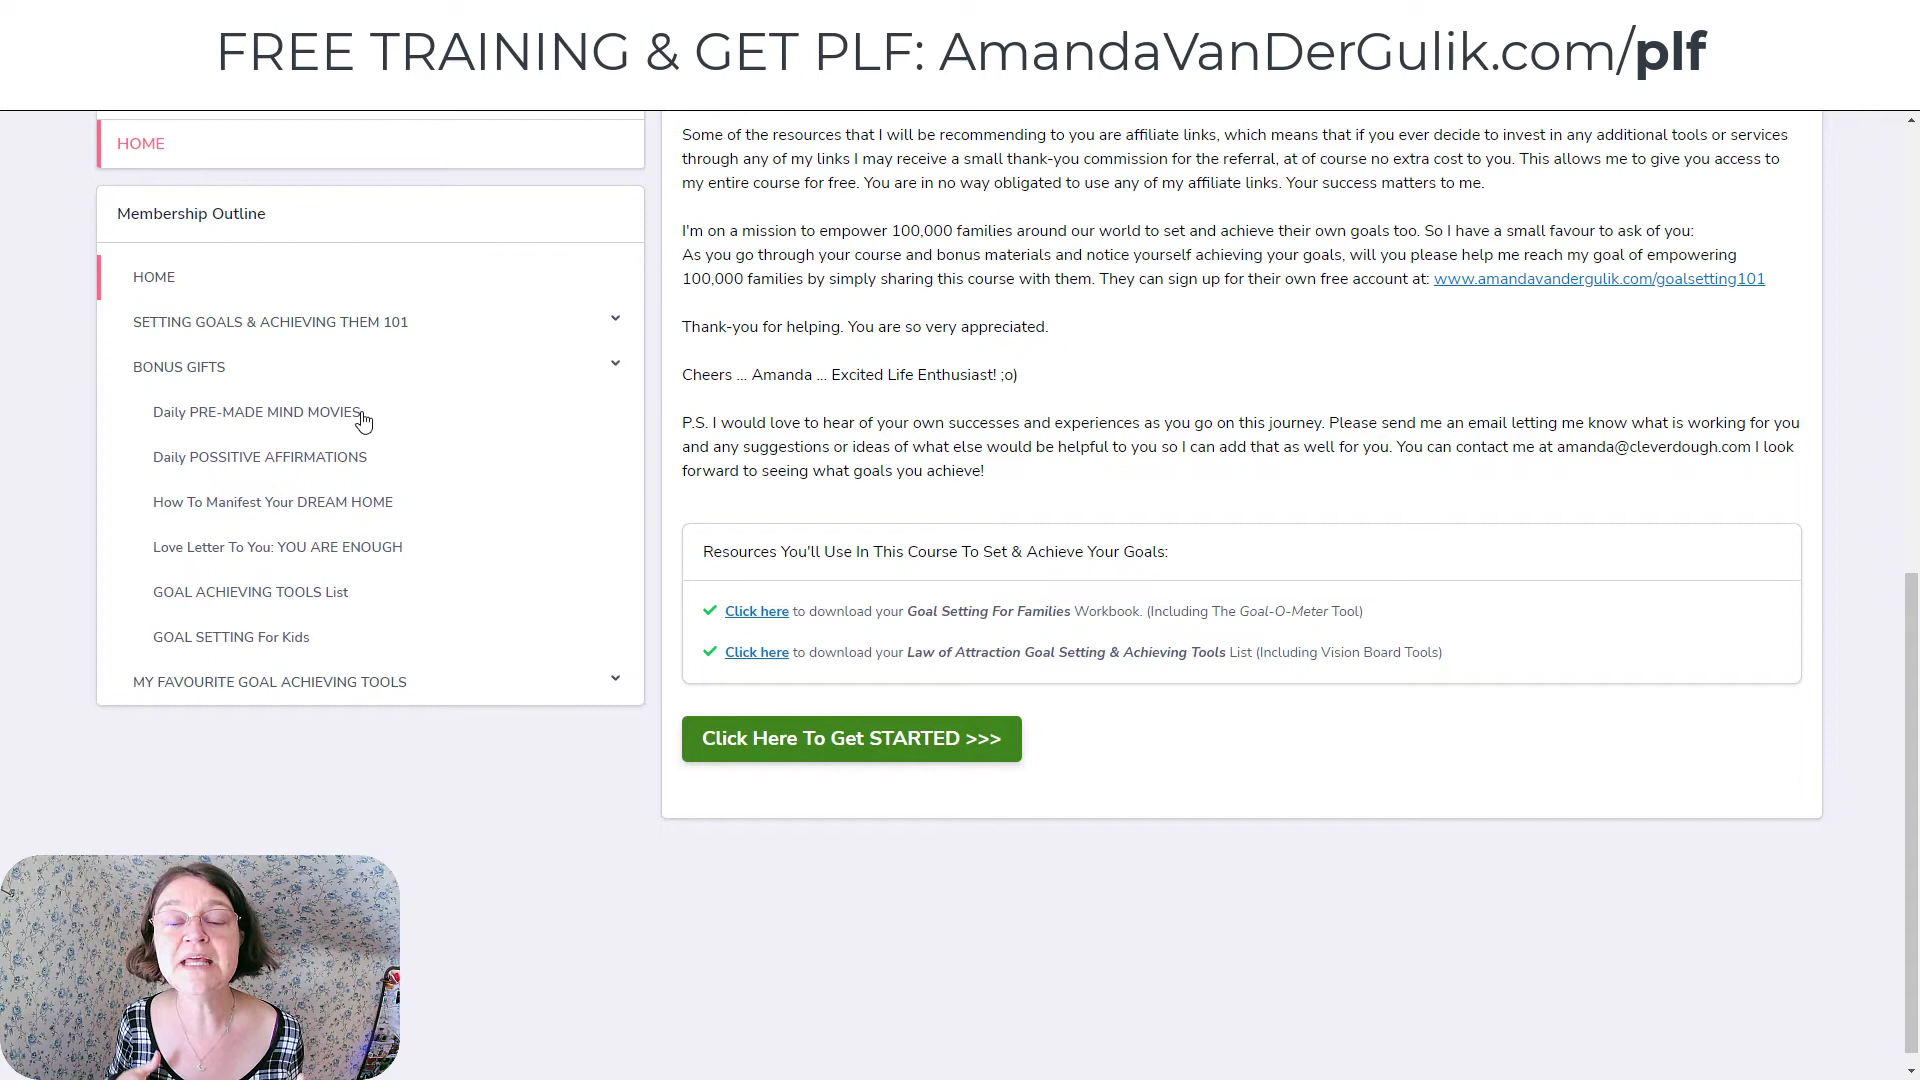 FREE TRAINING & GET PLF: AmandaVanDerGulik.com/plf
HOME
Membership Outline
HOME
SETTING GOALS & ACHIEVING THEM 101
BONUS GIFTS
Daily PRE-MADE MIND MOVIES
Daily POSSITIVE AFFIRMATIONS
How To Manifest Your DREAM HOME
Love Letter To You: YOU ARE ENOUGH
GOAL ACHIEVING TOOLS List
GOAL SETTING For Kids
MY FAVOURITE GOAL ACHIEVING TOOLS
Some of the resources that I will be recommending to you are affiliate links, which means that if you ever decide to invest in any additional tools or services
through any of my links I may receive a small thank-you commission for the referral, at of course no extra cost to you. This allows me to give you access to
my entire course for free. You are in no way obligated to use any of my affiliate links. Your success matters to me.
I'm on a mission to empower 100,000 families around our world to set and achieve their own goals too. So I have a small favour to ask of you:
As you go through your course and bonus materials and notice yourself achieving your goals, will you please help me reach my goal of empowering
100,000 families by simply sharing this course with them. They can sign up for their own free account at: www.amandavandergulik.com/goalsetting101
Thank-you for helping. You are so very appreciated.
Cheers ... Amanda ... Excited Life Enthusiast! ;o)
P.S. I would love to hear of your own successes and experiences as you go on this journey. Please send me an email letting me know what is working for you
and any suggestions or ideas of what else would be helpful to you so I can add that as well for you. You can contact me at amanda@cleverdough.com I look
forward to seeing what goals you achieve!
Resources You'll Use In This Course To Set & Achieve Your Goals:
Click here to download your Goal Setting For Families Workbook. (Including The Goal-O-Meter Tool)
Click here to download your Law of Attraction Goal Setting & Achieving Tools List (Including Vision Board Tools)
Click Here To Get STARTED >>>